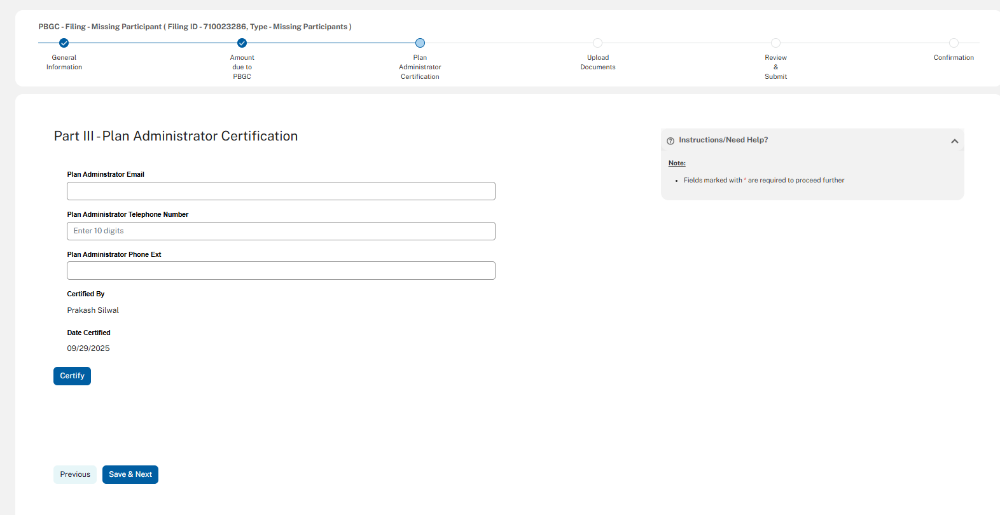 PBGC - Filing - Missing Participant ( Filing ID - 710023286, Type - Missing Participants )
General
Information
Amount
due to
PBGC
Plan
Administrator
Certification
Upload
Documents
Review
&
Submit
Confirmation
Part III - Plan Administrator Certification
Plan Adminstrator Email
Plan Administrator Telephone Number
Enter 10 digits
Plan Administrator Phone Ext
Certified By
Prakash Silwal
Date Certified
09/29/2025
Certify
Previous
Save & Next
Instructions/Need Help?
Note:
• Fields marked with * are required to proceed further